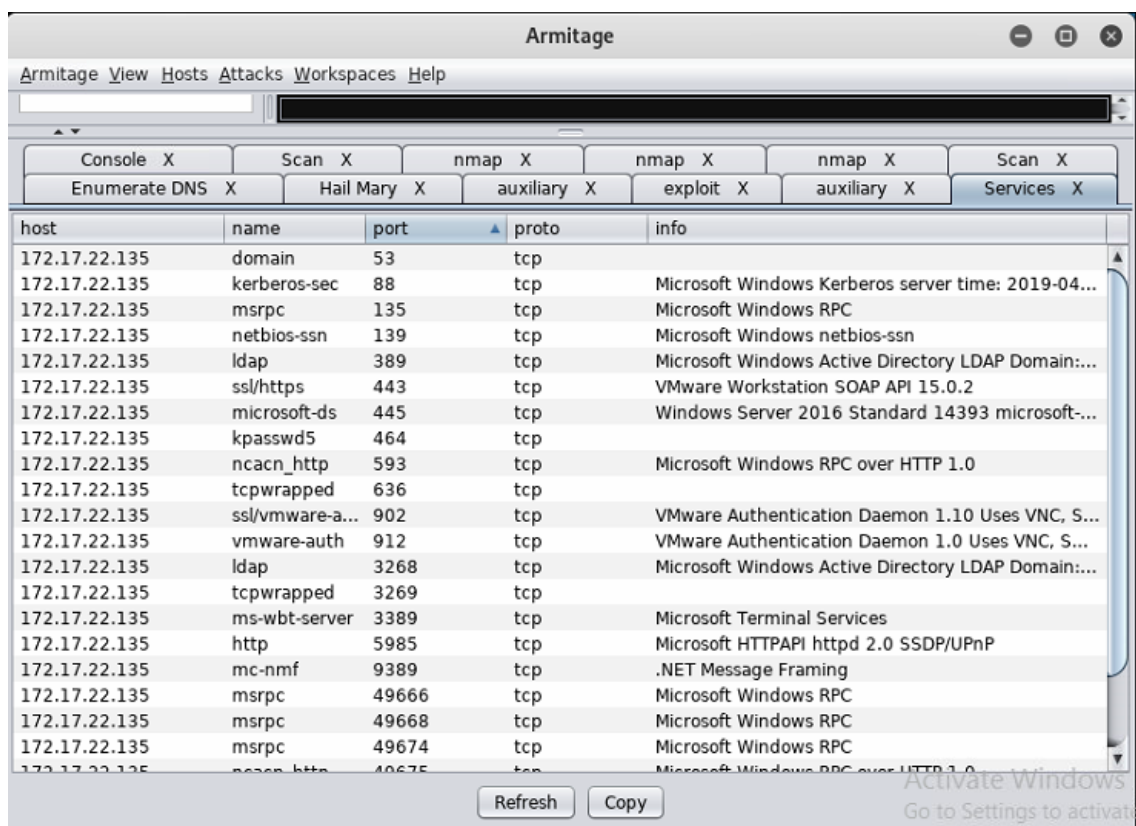 Armitage
Armitage View Hosts Attacks Workspaces Help
Console X Scan X nmap X nmap X nmap X Scan X
Enumerate DNS X Hail Mary X auxiliary X exploit X auxiliary X Services X
host name port proto info
172.17.22.135 domain 53 tcp
172.17.22.135 kerberos-sec 88 tcp Microsoft Windows Kerberos server time: 2019-04...
172.17.22.135 msrpc 135 tcp Microsoft Windows RPC
172.17.22.135 netbios-ssn 139 tcp Microsoft Windows netbios-ssn
172.17.22.135 ldap 389 tcp Microsoft Windows Active Directory LDAP Domain:...
172.17.22.135 ssl/https 443 tcp VMware Workstation SOAP API 15.0.2
172.17.22.135 microsoft-ds 445 tcp Windows Server 2016 Standard 14393 microsoft-...
172.17.22.135 kpasswd5 464 tcp
172.17.22.135 ncacn_http 593 tcp Microsoft Windows RPC over HTTP 1.0
172.17.22.135 tcpwrapped 636 tcp
172.17.22.135 ssl/vmware-a... 902 tcp VMware Authentication Daemon 1.10 Uses VNC, S...
172.17.22.135 vmware-auth 912 tcp VMware Authentication Daemon 1.0 Uses VNC, S...
172.17.22.135 ldap 3268 tcp Microsoft Windows Active Directory LDAP Domain:...
172.17.22.135 tcpwrapped 3269 tcp
172.17.22.135 ms-wbt-server 3389 tcp Microsoft Terminal Services
172.17.22.135 http 5985 tcp Microsoft HTTPAPI httpd 2.0 SSDP/UPnP
172.17.22.135 mc-nmf 9389 tcp .NET Message Framing
172.17.22.135 msrpc 49666 tcp Microsoft Windows RPC
172.17.22.135 msrpc 49668 tcp Microsoft Windows RPC
172.17.22.135 msrpc 49674 tcp Microsoft Windows RPC
172.17.22.135 ncacn_http 49675 tcp Microsoft Windows RPC over HTTP 1.0
Activate Windows
Refresh Copy
Go to Settings to activate